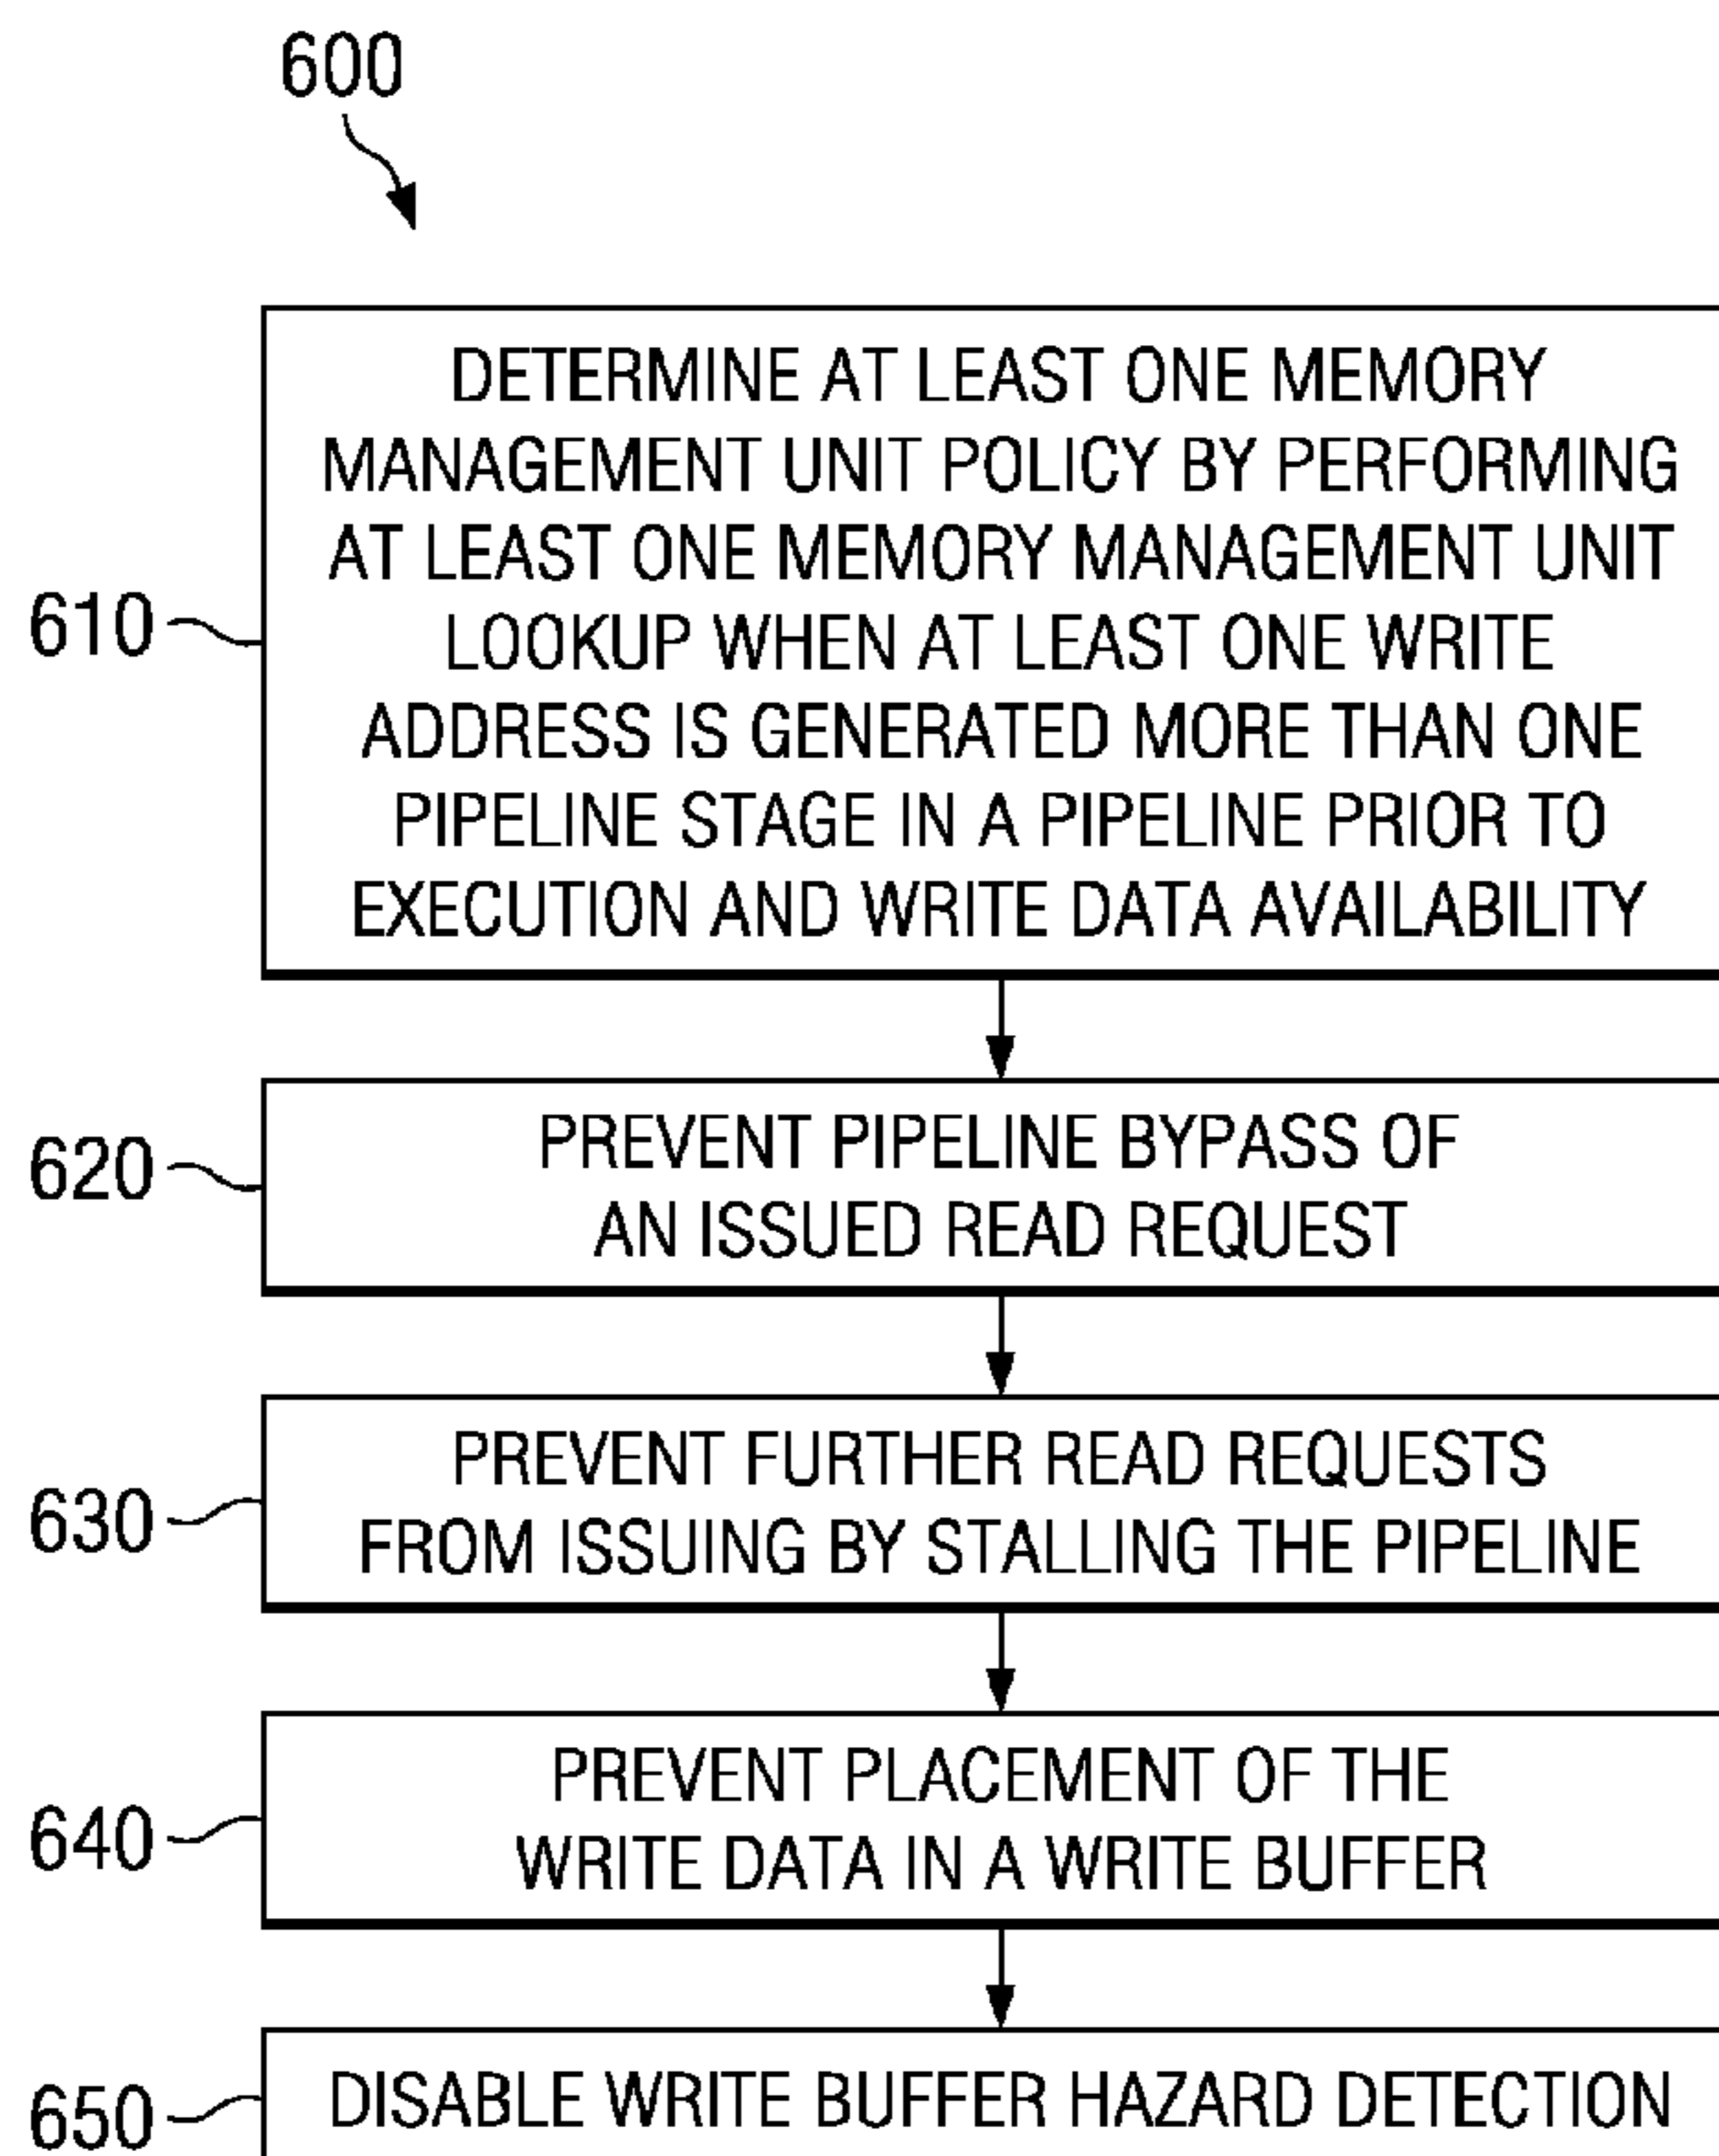 600
DETERMINE AT LEAST ONE MEMORY
MANAGEMENT UNIT POLICY BY PERFORMING
AT LEAST ONE MEMORY MANAGEMENT UNIT
610
LOOKUP WHEN AT LEAST ONE WRITE
ADDRESS IS GENERATED MORE THAN ONE
PIPELINE STAGE IN A PIPELINE PRIOR TO
EXECUTION AND WRITE DATA AVAILABILITY
620
PREVENT PIPELINE BYPASS OF
AN ISSUED READ REQUEST
630
PREVENT FURTHER READ REQUESTS
FROM ISSUING BY STALLING THE PIPELINE
640
PREVENT PLACEMENT OF THE
WRITE DATA IN A WRITE BUFFER
650
DISABLE WRITE BUFFER HAZARD DETECTION